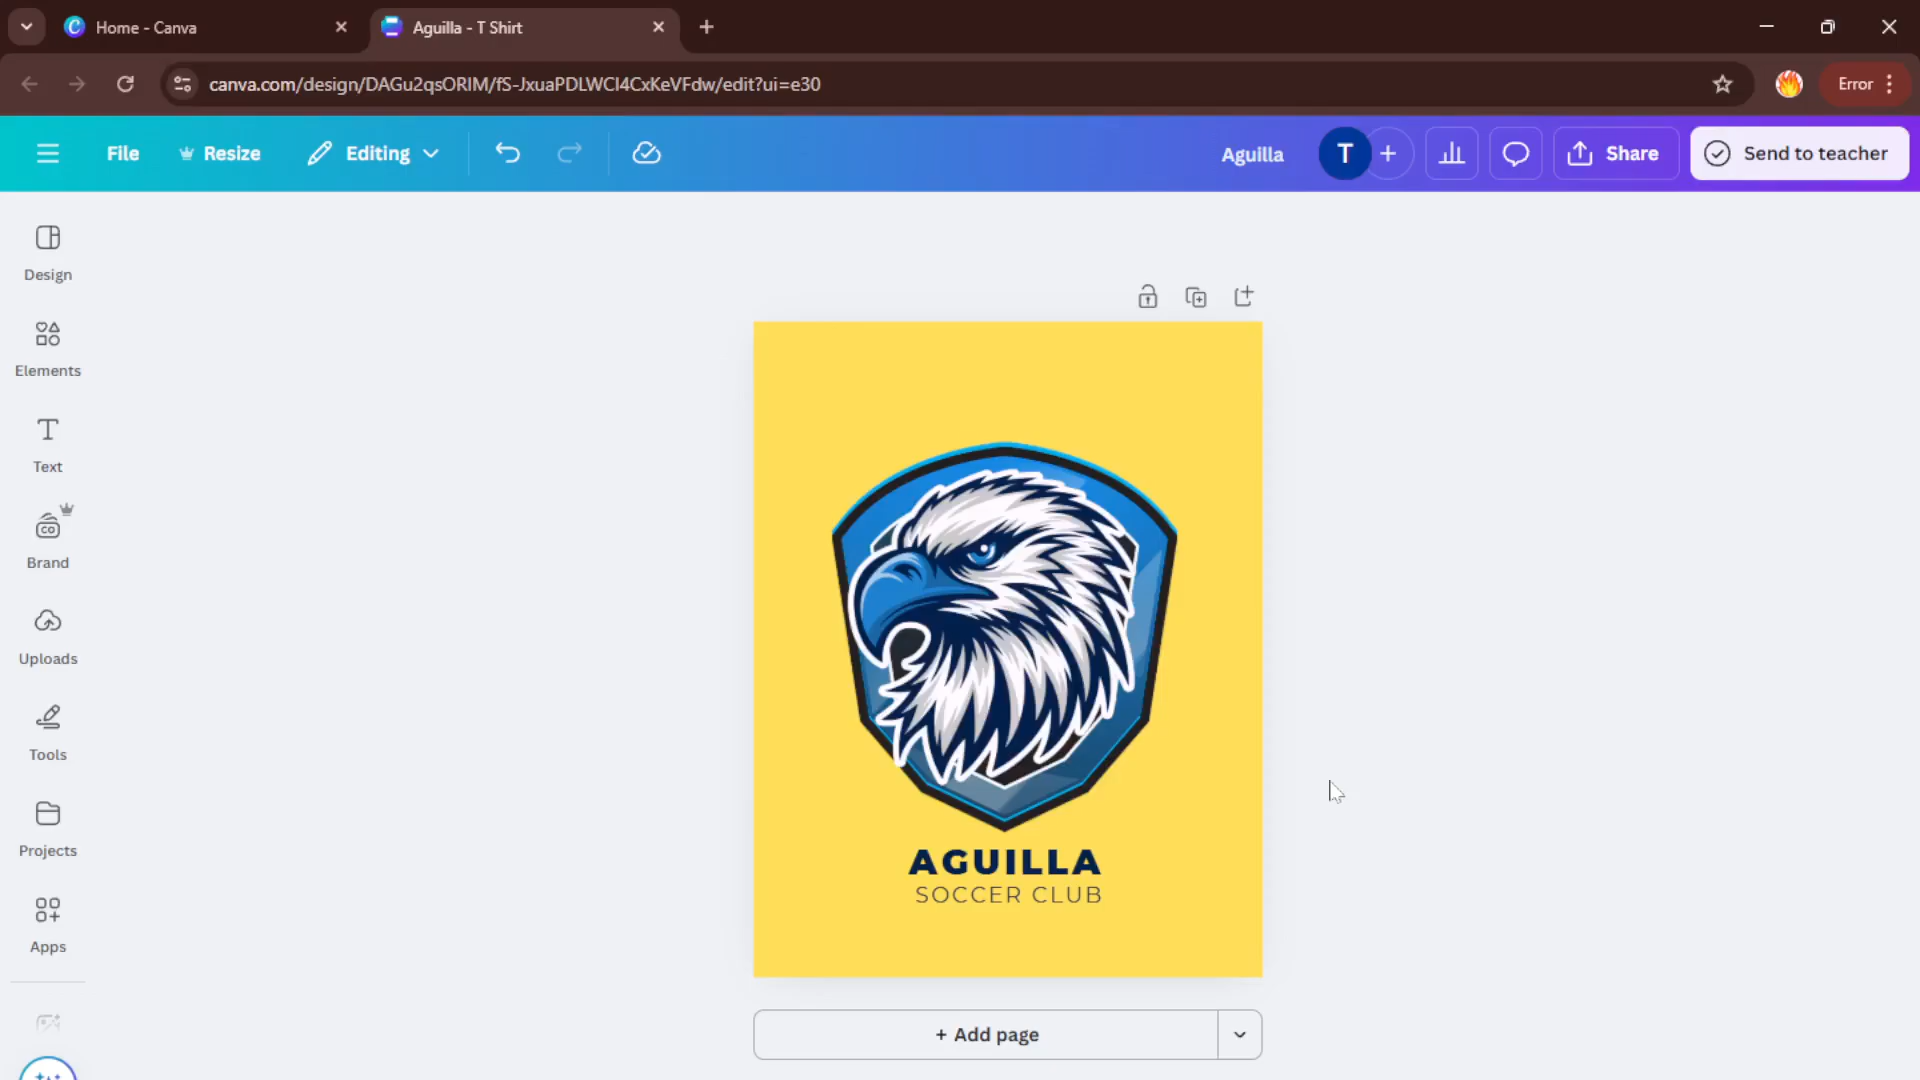 Home - Canva
Aguilla - T Shirt
canva.com/design/DAGu2qsORIM/fS-JxuaPDLWCI4CxKeVFdw/edit?ui=e30
Error
File
Resize
Editing
Aguilla
T
Share
Send to teacher
Design
Elements
Text
CO
Brand
Uploads
Tools
Projects
Apps
AGUILLA
SOCCER CLUB
+ Add page